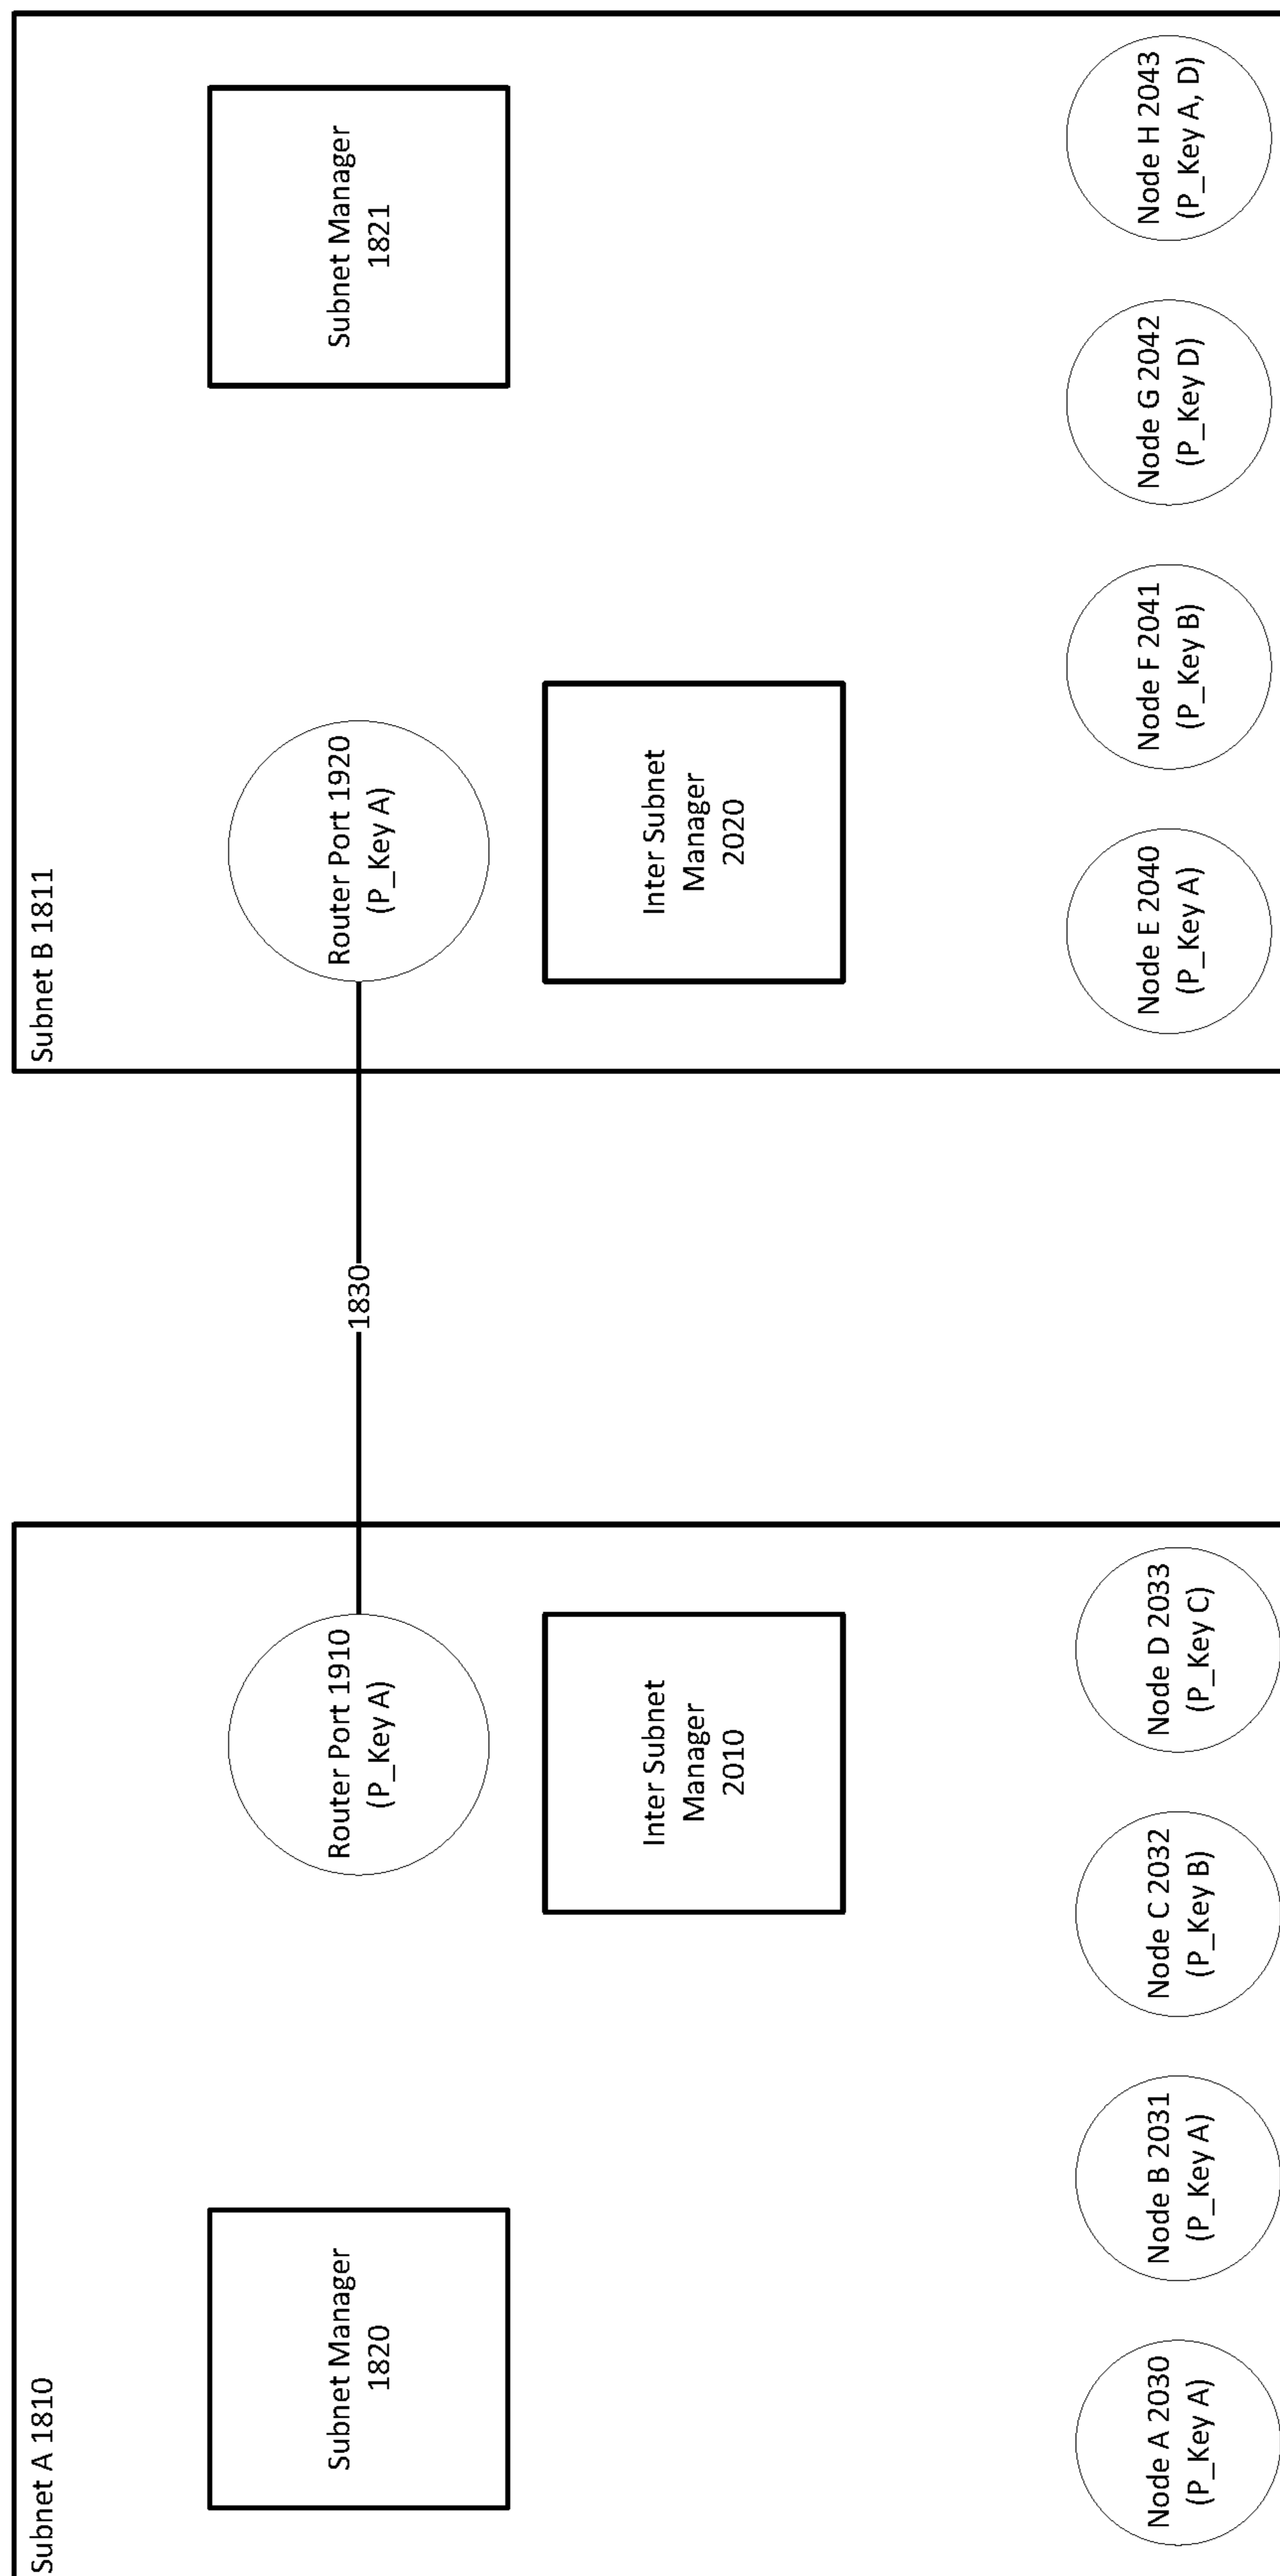 Subnet A 1810
Subnet Manager
1820
Router Port 1910
(P_Key A)
Inter Subnet
Manager
2010
Node A 2030
(P_Key A)
Node B 2031
(P_Key A)
Node C 2032
(P_Key B)
Node D 2033
(P_Key C)
1830
Subnet B 1811
Router Port 1920
(P_Key A)
Subnet Manager
1821
Inter Subnet
Manager
2020
Node E 2040
(P_Key A)
Node F 2041
(P_Key B)
Node G 2042
(P_Key D)
Node H 2043
(P_Key A, D)